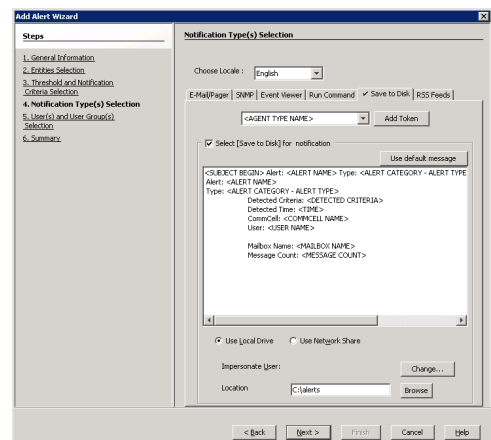 Add Alert Wizard
Steps
1. General Information
2. Entities Selection
3. Threshold and Notification
Criteria Selection
4. Notification Type(s) Selection
5. User(s) and User Group(s)
Selection
6. Summary
Notification Type(s) Selection
Choose Locale : English
E-Mail/Pager SNMP Event Viewer Run Command ✓ Save to Disk RSS Feeds
<AGENT TYPE NAME> Add Token
Select [Save to Disk] for notification
Use default message
<SUBJECT BEGIN> Alert: <ALERT NAME> Type: <ALERT CATEGORY - ALERT TYPE
Alert: <ALERT NAME>
Type: <ALERT CATEGORY - ALERT TYPE>
Detected Criteria: <DETECTED CRITERIA>
Detected Time: <TIME>
CommCell: <COMMCELL NAME>
User: <USER NAME>
Mailbox Name: <MAILBOX NAME>
Message Count: <MESSAGE COUNT>
Use Local Drive Use Network Share
Impersonate User: Change...
Location C:\alerts Browse
< Back Next > Finish Cancel Help